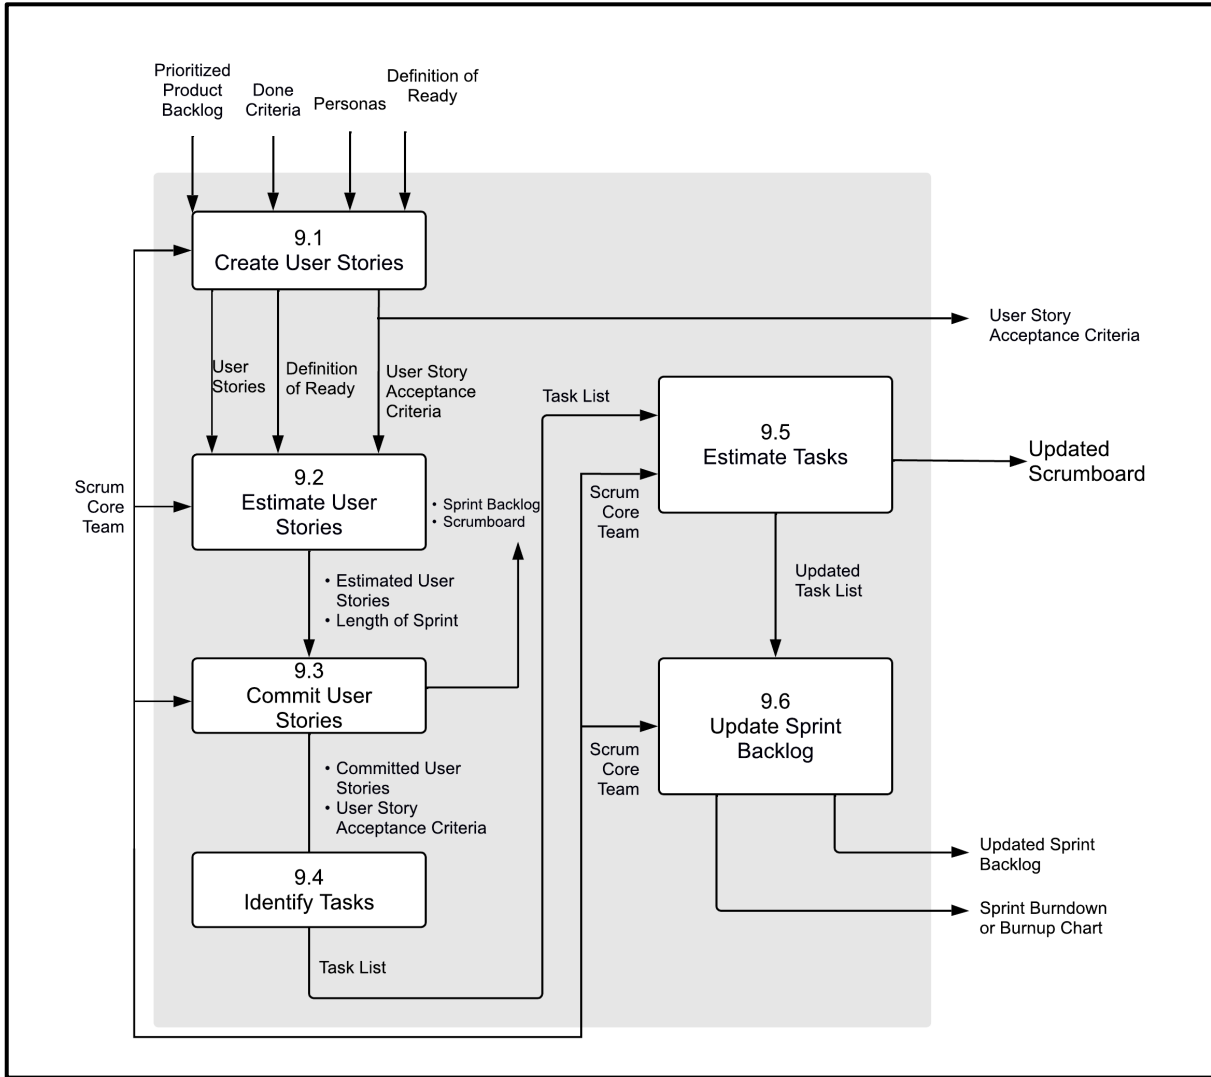 Prioritized
Product
Backlog
Done
Criteria
Personas
Definition of
Ready
9.1
Create User Stories
User Story
Acceptance Criteria
User
Stories
Definition
of Ready
User Story
Acceptance
Criteria
Task List
9.5
Estimate Tasks
Updated
Scrumboard
Scrum
Core
Team
9.2
Estimate User
Stories
• Sprint Backlog
• Scrumboard
Scrum
Core
Team
• Estimated User
Stories
• Length of Sprint
Updated
Task List
9.3
Commit User
Stories
9.6
Update Sprint
Backlog
Scrum
Core
Team
• Committed User
Stories
• User Story
Acceptance Criteria
9.4
Identify Tasks
Updated Sprint
Backlog
Sprint Burndown
or Burnup Chart
Task List